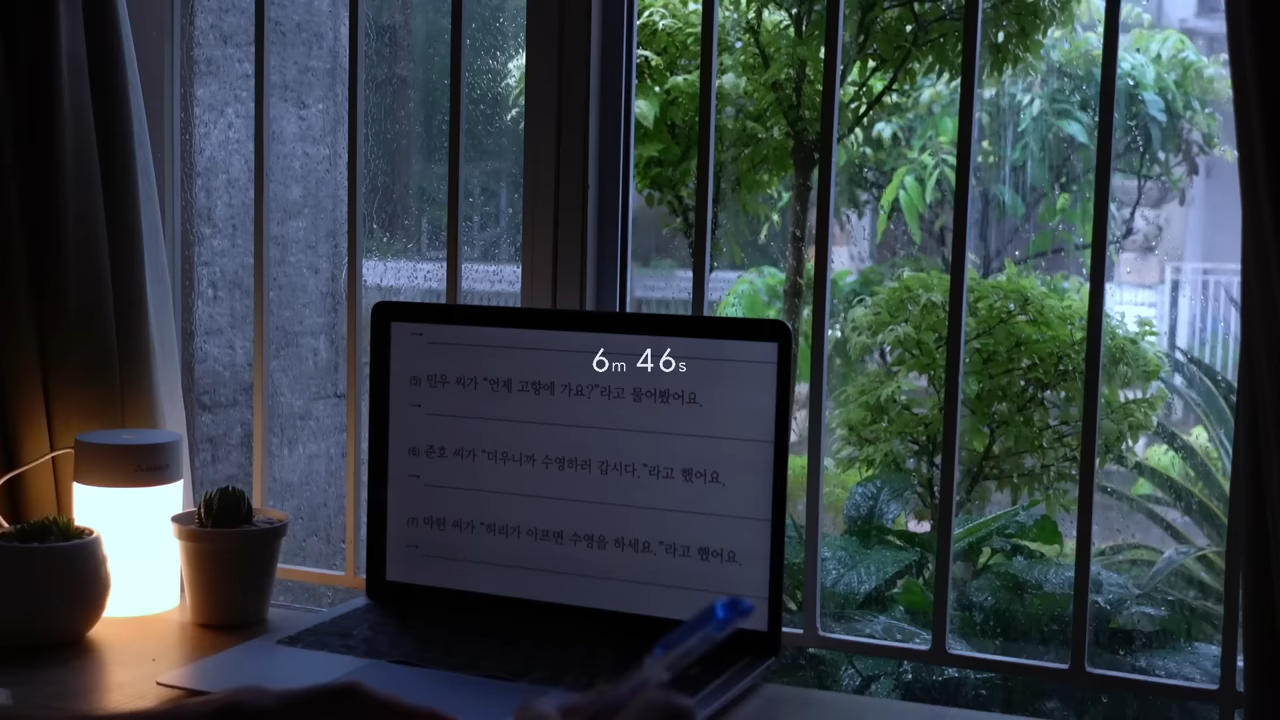 6m 46s
→
(5) 민우 씨가 “언제 고향에 가요?”라고 물어봤어요.
→
(6) 준호 씨가 “더우니까 수영하러 갑시다.”라고 했어요.
→
(7) 마틴 씨가 “허리가 아프면 수영을 하세요.”라고 했어요.
→